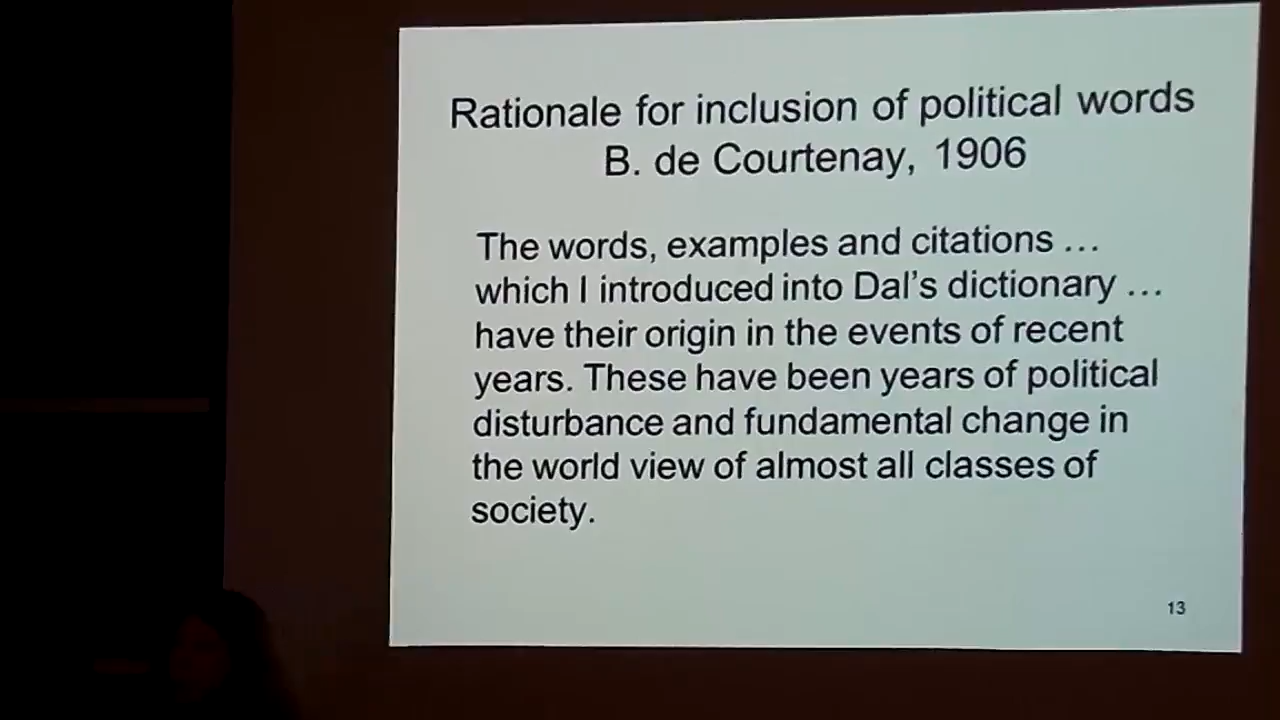 Rationale for inclusion of political words
B. de Courtenay, 1906
The words, examples and citations …
which I introduced into Dal's dictionary …
have their origin in the events of recent
years. These have been years of political
disturbance and fundamental change in
the world view of almost all classes of
society.
13